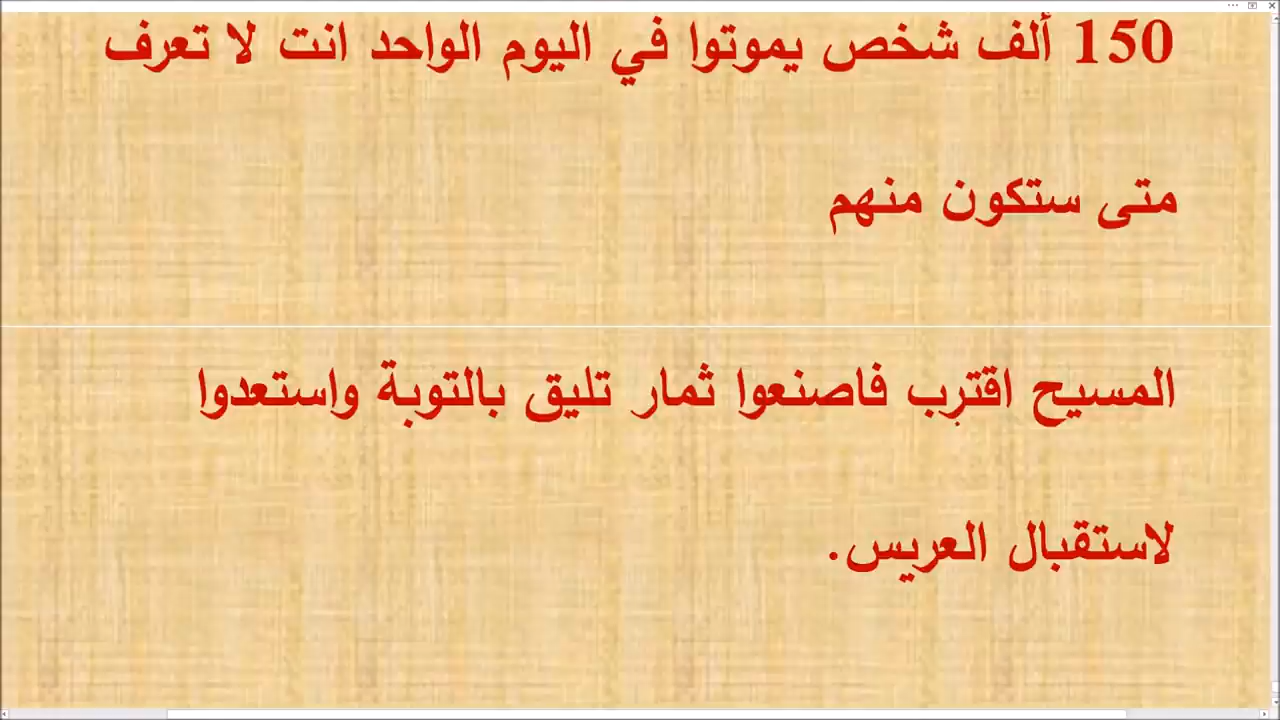 150 ألف شخص يموتوا في اليوم الواحد انت لا تعرف
متى ستكون منهم
المسيح اقترب فاصنعوا ثمار تليق بالتوبة واستعدوا
لاستقبال العريس.